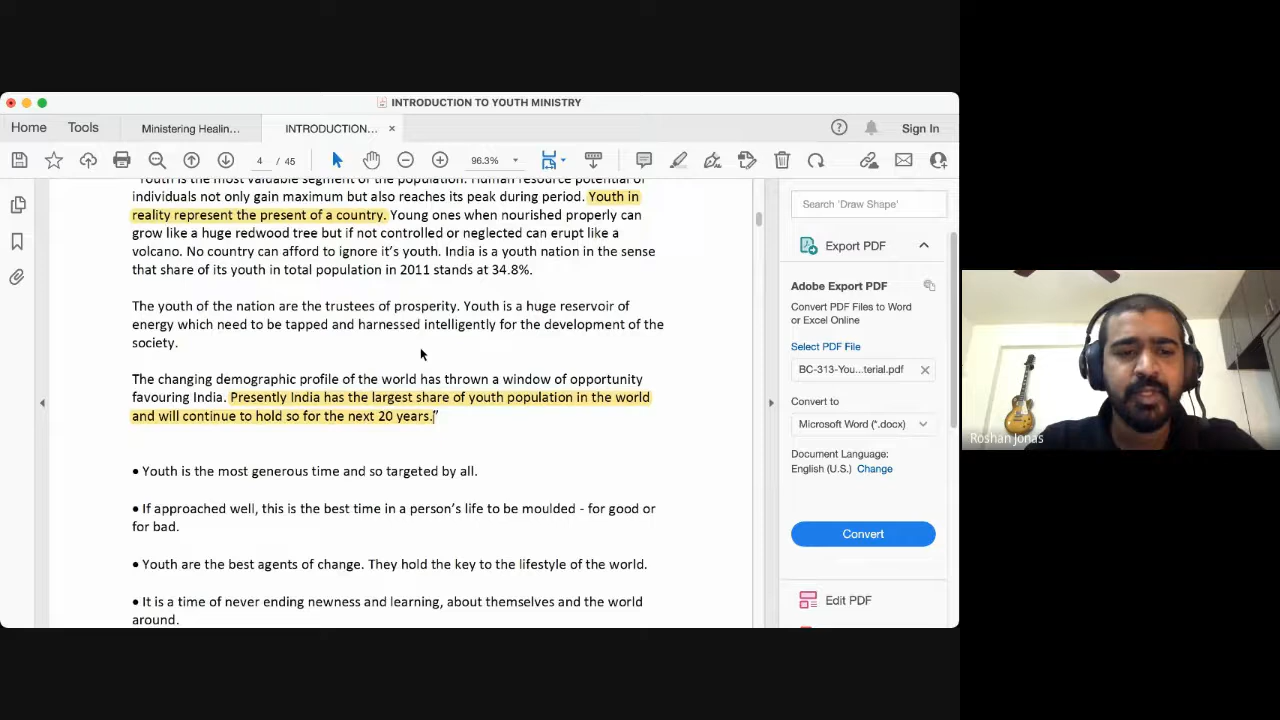 INTRODUCTION TO YOUTH MINISTRY
Home Tools Ministering Healin... INTRODUCTION... × Sign In
4 / 45 96.3%
Youth is the most valuable segment of the population. Human resource potential of
individuals not only gain maximum but also reaches its peak during period. Youth in
reality represent the present of a country. Young ones when nourished properly can
grow like a huge redwood tree but if not controlled or neglected can erupt like a
volcano. No country can afford to ignore it's youth. India is a youth nation in the sense
that share of its youth in total population in 2011 stands at 34.8%.
The youth of the nation are the trustees of prosperity. Youth is a huge reservoir of
energy which need to be tapped and harnessed intelligently for the development of the
society.
The changing demographic profile of the world has thrown a window of opportunity
favouring India. Presently India has the largest share of youth population in the world
and will continue to hold so for the next 20 years.”
• Youth is the most generous time and so targeted by all.
• If approached well, this is the best time in a person's life to be moulded - for good or
for bad.
• Youth are the best agents of change. They hold the key to the lifestyle of the world.
• It is a time of never ending newness and learning, about themselves and the world
around.
Search 'Draw Shape'
Export PDF
Adobe Export PDF
Convert PDF Files to Word
or Excel Online
Select PDF File
BC-313-You...terial.pdf
Convert to
Microsoft Word (*.docx)
Document Language:
English (U.S.) Change
Convert
Edit PDF
Roshan Jonas